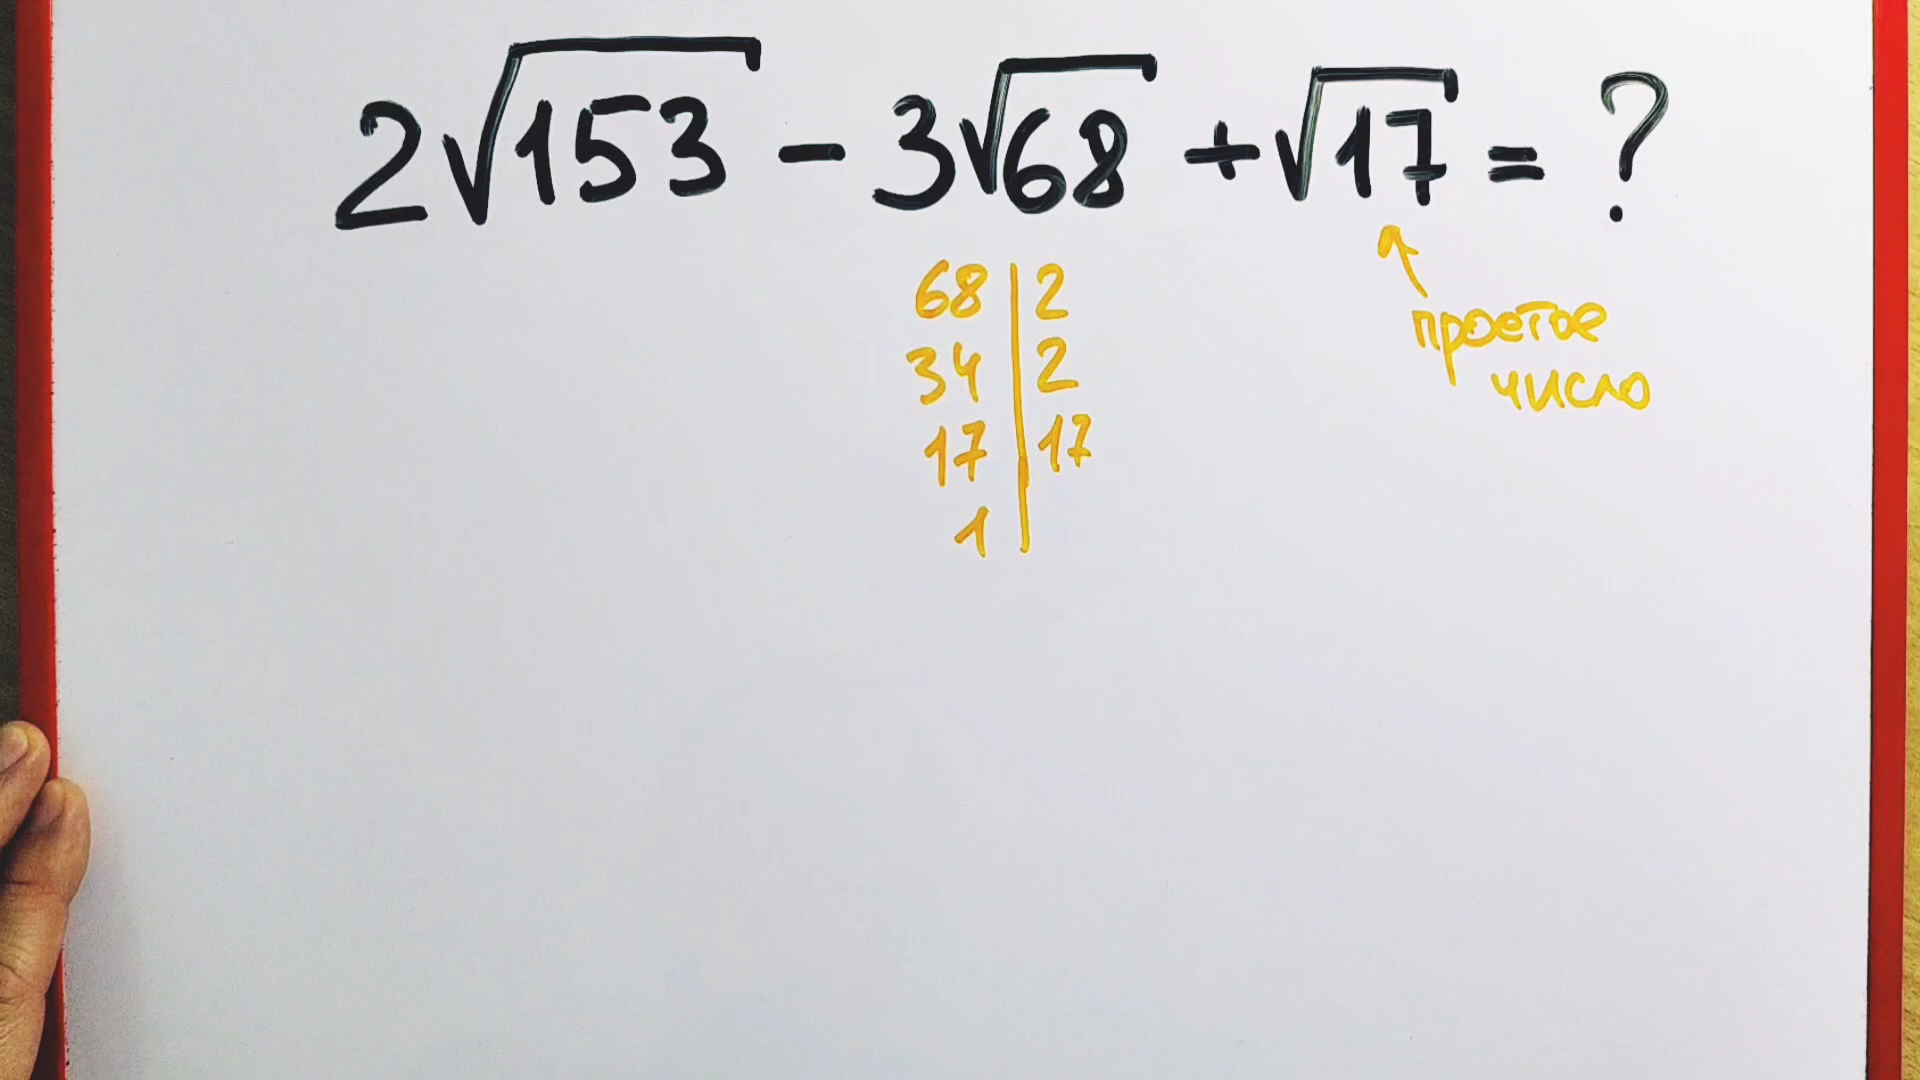 2√153 - 3√68 + √17 = ?
68 | 2
34 | 2
17 | 17
1 |
простое
число